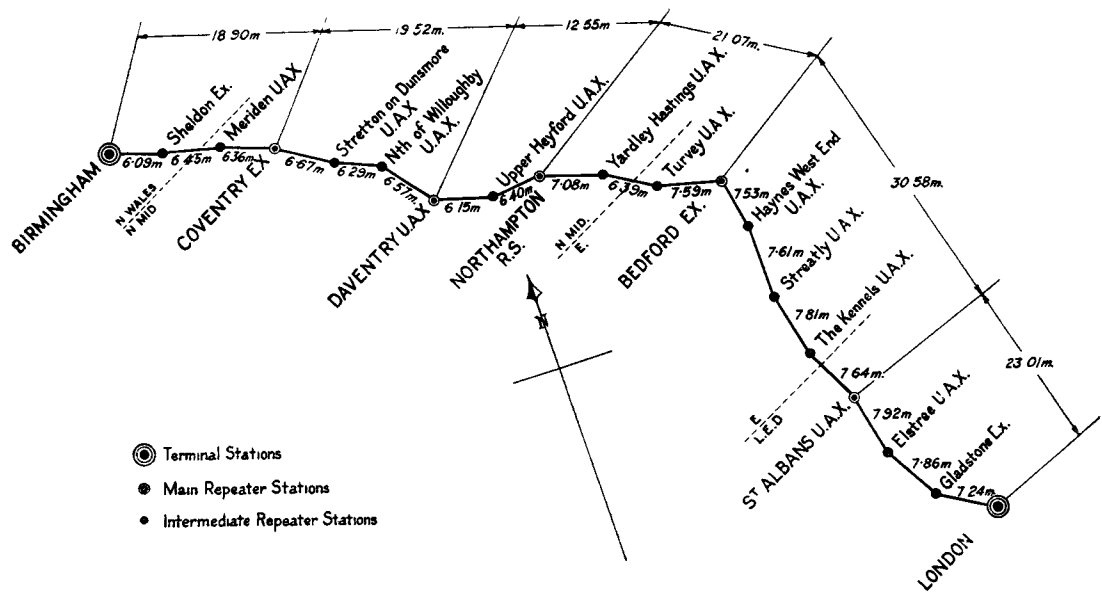 18·90m
19·52m.
12·55m
21·07m.
30·58m.
23·01m.
BIRMINGHAM
6·09m
Sheldon Ex.
6·45m
Meriden U.A.X
N WALES
N MID
6·36m
COVENTRY EX
6·67m
Stretton on Dunsmore
U.A.X
6·29m
Nth of Willoughby
U.A.X.
6·57m.
DAVENTRY U.A.X
6·15m
Upper Heyford U.A.X.
6·40m
NORTHAMPTON
R.S.
7·08m
Yardley Hastings U.A.X.
N MID.
E.
6·39m
Turvey U.A.X.
7·59m
BEDFORD EX.
7·53m
Haynes West End
U.A.X.
7·61m
Streatly U.A.X.
7·81m
The Kennels U.A.X.
E
L.E.D
7·64m.
ST ALBANS U.A.X.
7·92m
Elstree U.A.X.
7·86m
Gladstone Ex.
7·24m
LONDON
N
Terminal Stations
Main Repeater Stations
Intermediate Repeater Stations